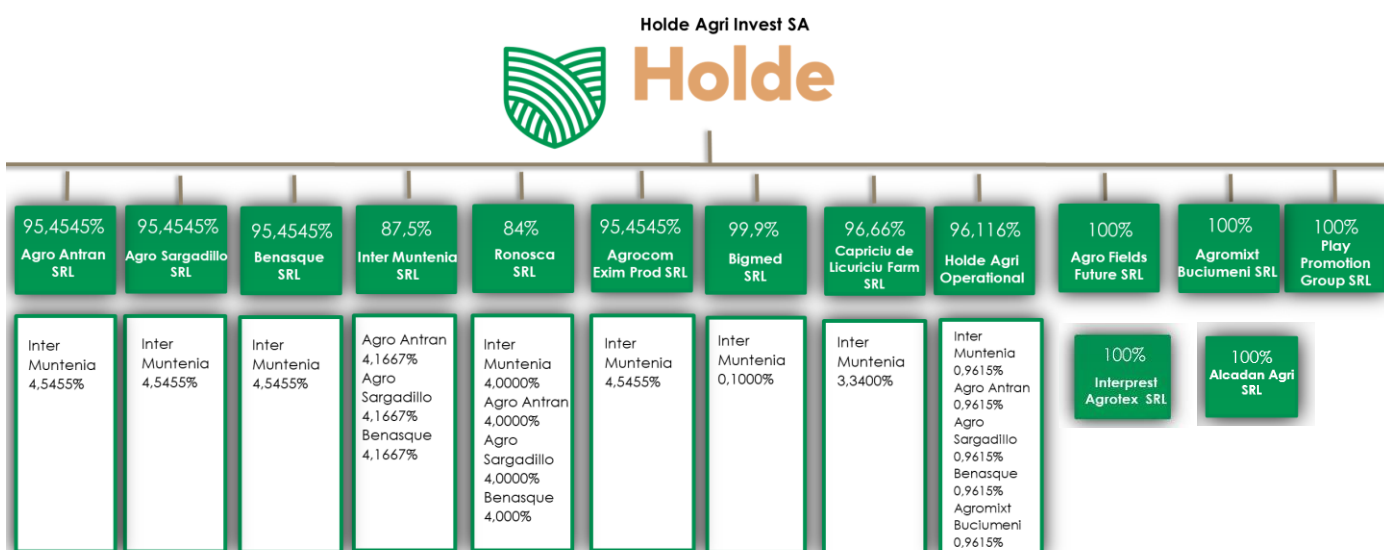 Holde Agri Invest SA
Holde
95,4545%
Agro Antran
SRL
95,4545%
Agro Sargadillo
SRL
95,4545%
Benasque
SRL
87,5%
Inter Muntenia
SRL
84%
Ronosca
SRL
95,4545%
Agrocom
Exim Prod SRL
99,9%
Bigmed
SRL
96,66%
Capriciu de
Licuriciu Farm
SRL
96,116%
Holde Agri
Operational
100%
Agro Fields
Future SRL
100%
Agromixt
Buciumeni SRL
100%
Play
Promotion
Group SRL
Inter
Muntenia
4,5455%
Inter
Muntenia
4,5455%
Inter
Muntenia
4,5455%
Agro Antran
4,1667%
Agro
Sargadillo
4,1667%
Benasque
4,1667%
Inter
Muntenia
4,0000%
Agro Antran
4,0000%
Agro
Sargadillo
4,0000%
Benasque
4,000%
Inter
Muntenia
4,5455%
Inter
Muntenia
0,1000%
Inter
Muntenia
3,3400%
Inter
Muntenia
0,9615%
Agro Antran
0,9615%
Agro
Sargadillo
0,9615%
Benasque
0,9615%
Agromixt
Buciumeni
0,9615%
100%
Interprest
Agrotex SRL
100%
Alcadan Agri
SRL